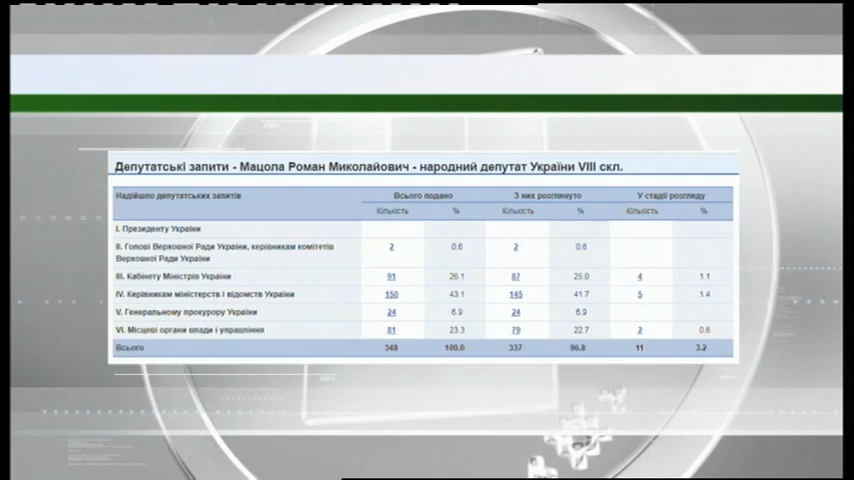 Депутатські запити - Мацола Роман Миколайович - народний депутат України VIII скл.
Надійшло депутатських запитів Всього подано З них розглянуто У стадії розгляду
Кількість % Кількість % Кількість %
I. Президенту України
II. Голові Верховної Ради України, керівникам комітетів
Верховної Ради України 2 0.6 2 0.6
III. Кабінету Міністрів України 91 26.1 87 25.0 4 1.1
IV. Керівникам міністерств і відомств України 150 43.1 145 41.7 5 1.4
V. Генеральному прокурору України 24 6.9 24 6.9
VI. Місцеві органи влади і управління 81 23.3 79 22.7 2 0.6
Всього 348 100.0 337 96.8 11 3.2